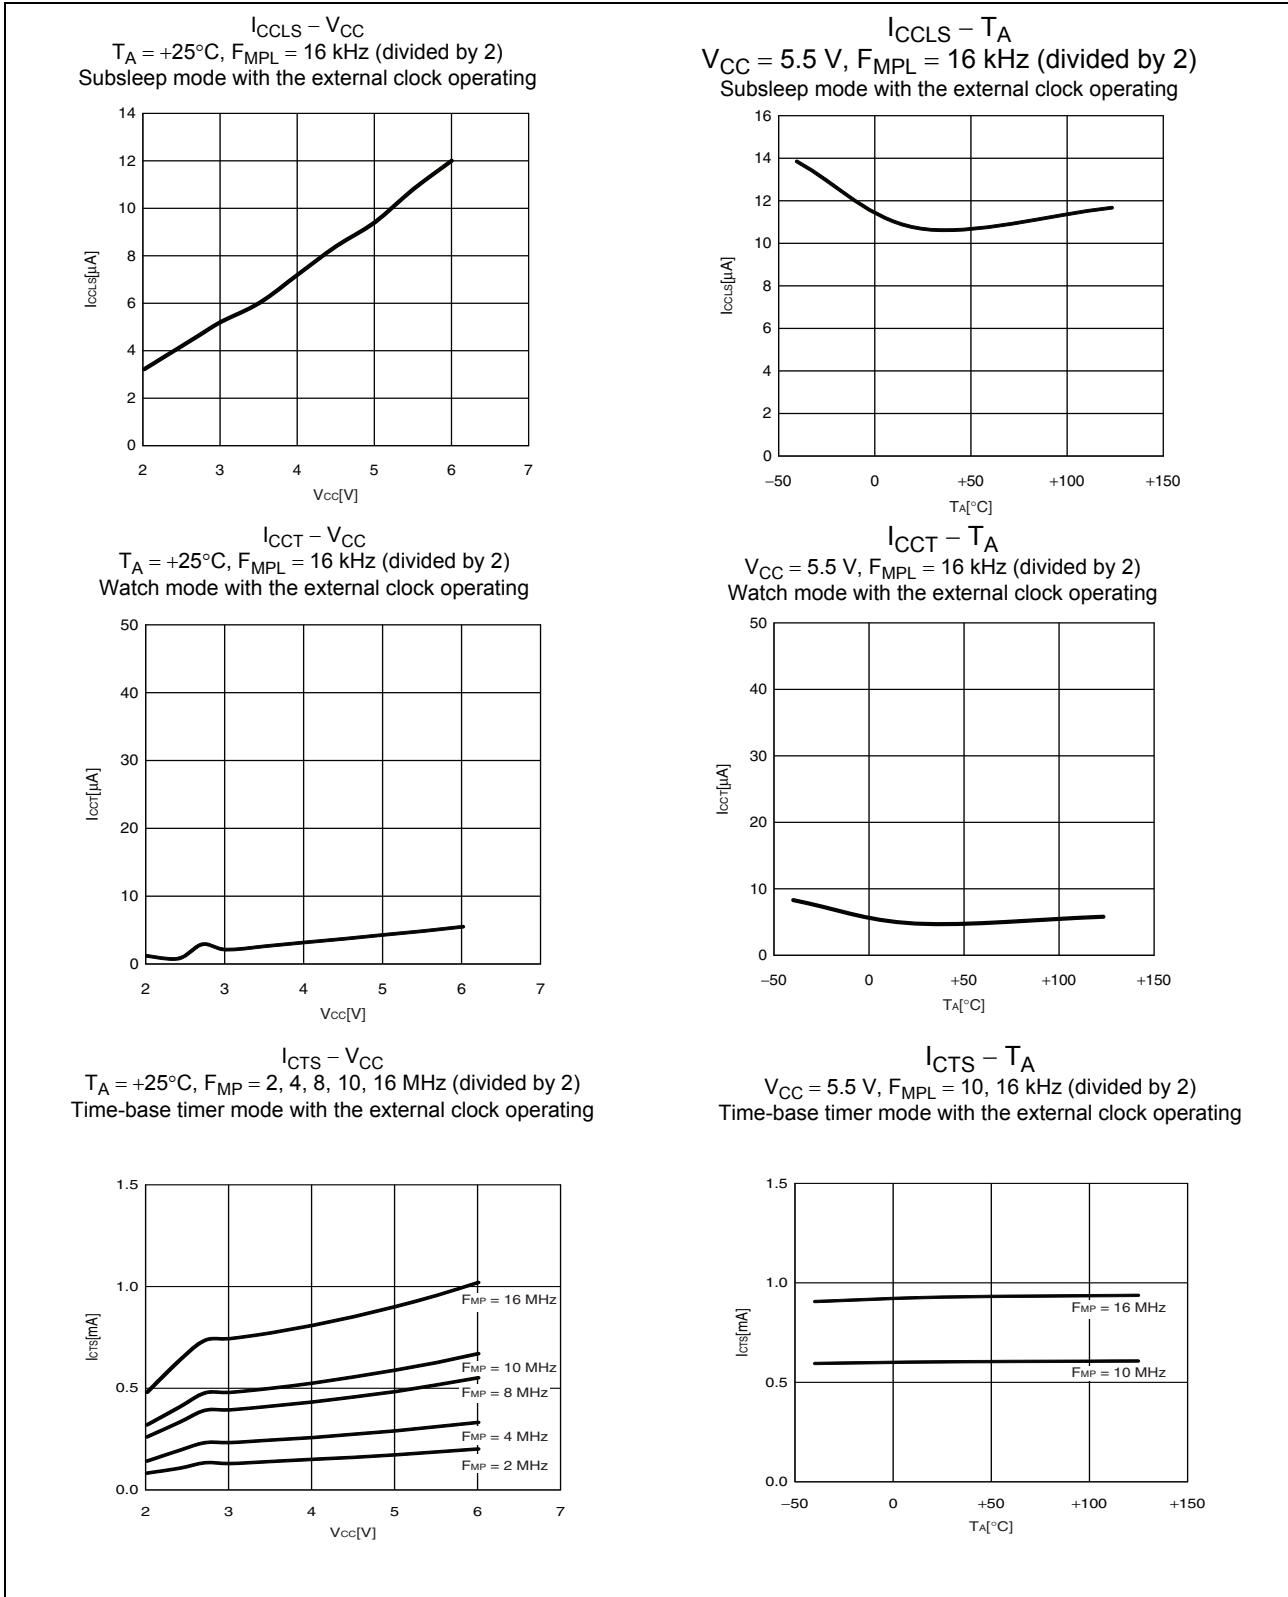 ICCLS − VCC
TA = +25°C, FMPL = 16 kHz (divided by 2)
Subsleep mode with the external clock operating
14
12
10
8
6
4
2
0
ICCLS[μA]
2 3 4 5 6 7
VCC[V]
ICCLS − TA
VCC = 5.5 V, FMPL = 16 kHz (divided by 2)
Subsleep mode with the external clock operating
16
14
12
10
8
6
4
2
0
ICCLS[μA]
−50 0 +50 +100 +150
TA[°C]
ICCT − VCC
TA = +25°C, FMPL = 16 kHz (divided by 2)
Watch mode with the external clock operating
50
40
30
20
10
0
ICCT[μA]
2 3 4 5 6 7
VCC[V]
ICCT − TA
VCC = 5.5 V, FMPL = 16 kHz (divided by 2)
Watch mode with the external clock operating
50
40
30
20
10
0
ICCT[μA]
−50 0 +50 +100 +150
TA[°C]
ICTS − VCC
TA = +25°C, FMP = 2, 4, 8, 10, 16 MHz (divided by 2)
Time-base timer mode with the external clock operating
1.5
1.0
0.5
0.0
ICTS[mA]
FMP = 16 MHz
FMP = 10 MHz
FMP = 8 MHz
FMP = 4 MHz
FMP = 2 MHz
2 3 4 5 6 7
VCC[V]
ICTS − TA
VCC = 5.5 V, FMPL = 10, 16 kHz (divided by 2)
Time-base timer mode with the external clock operating
1.5
1.0
0.5
0.0
ICTS[mA]
FMP = 16 MHz
FMP = 10 MHz
−50 0 +50 +100 +150
TA[°C]